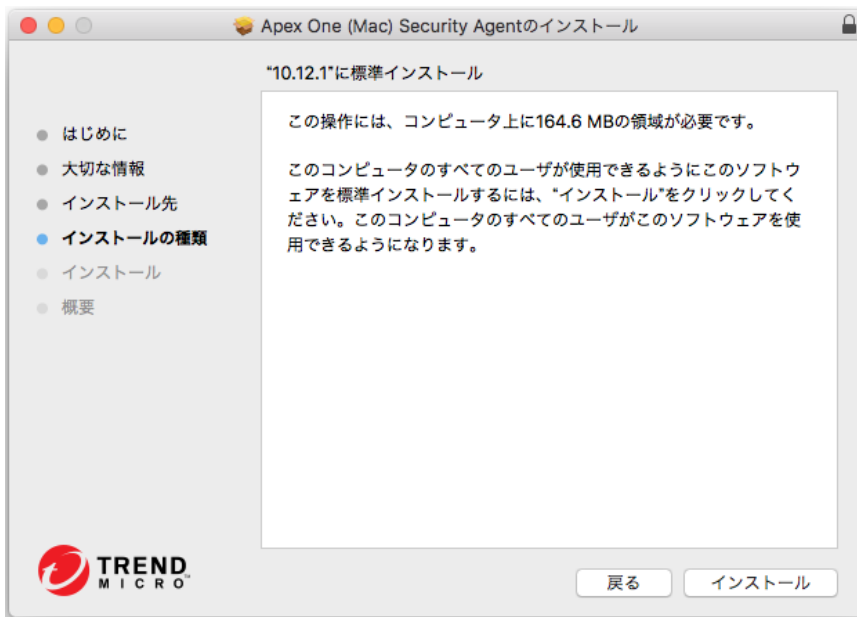 Apex One (Mac) Security Agentのインストール
“10.12.1”に標準インストール
はじめに
大切な情報
インストール先
インストールの種類
インストール
概要
この操作には、コンピュータ上に164.6 MBの領域が必要です。
このコンピュータのすべてのユーザが使用できるようにこのソフトウ
ェアを標準インストールするには、“インストール”をクリックしてく
ださい。このコンピュータのすべてのユーザがこのソフトウェアを使
用できるようになります。
TREND
MICRO™
戻る
インストール